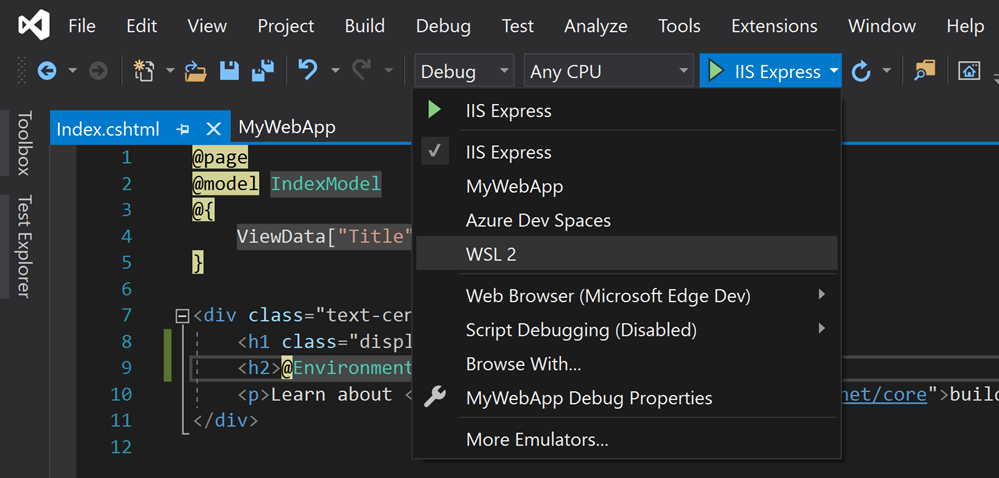 File Edit View Project Build Debug Test Analyze Tools Extensions Window Help
Debug Any CPU IIS Express
Toolbox
Test Explorer
Index.cshtml MyWebApp
1 @page
2 @model IndexModel
3 @{
4 ViewData["Title"
5 }
6
7 <div class="text-cen
8 <h1 class="displ
9 <h2>@Environment
10 <p>Learn about < net/core">build
11 </div>
12
IIS Express
IIS Express
MyWebApp
Azure Dev Spaces
WSL 2
Web Browser (Microsoft Edge Dev)
Script Debugging (Disabled)
Browse With...
MyWebApp Debug Properties
More Emulators...